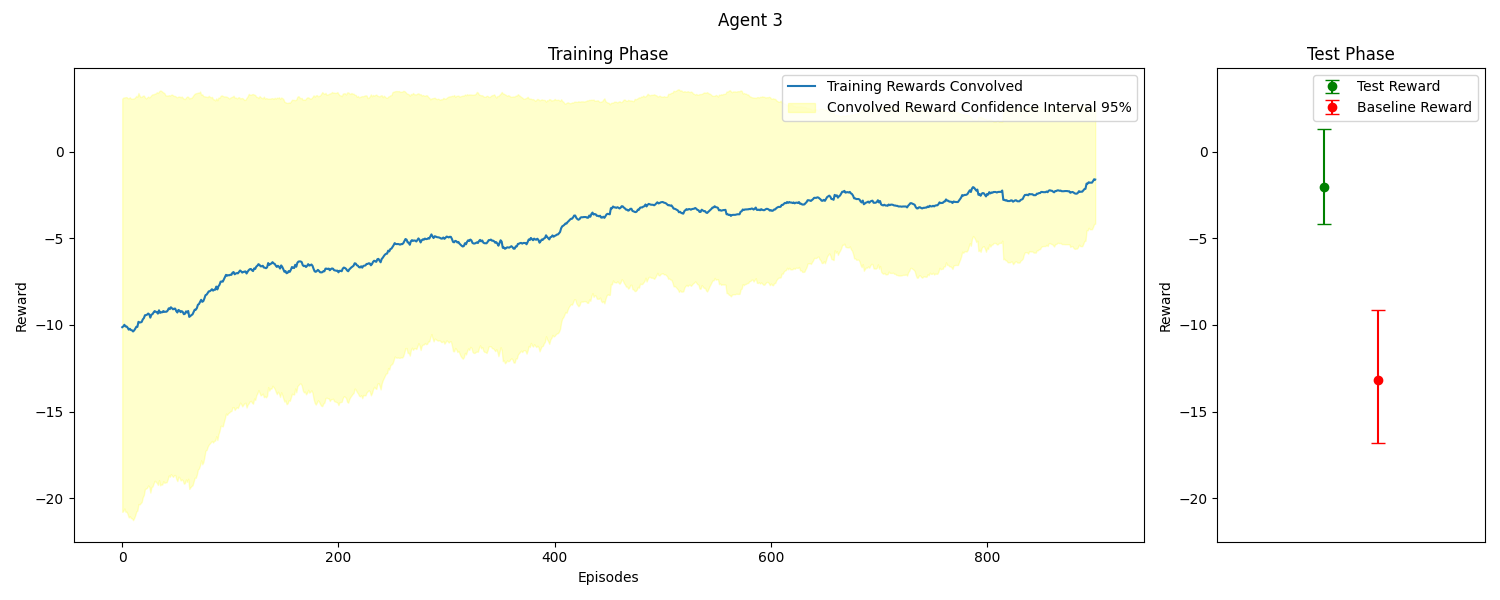 Agent 3
Training Phase
Training Rewards Convolved
Convolved Reward Confidence Interval 95%
Reward
0
−5
−10
−15
−20
0
200
400
600
800
Episodes
Test Phase
Test Reward
Baseline Reward
Reward
0
−5
−10
−15
−20